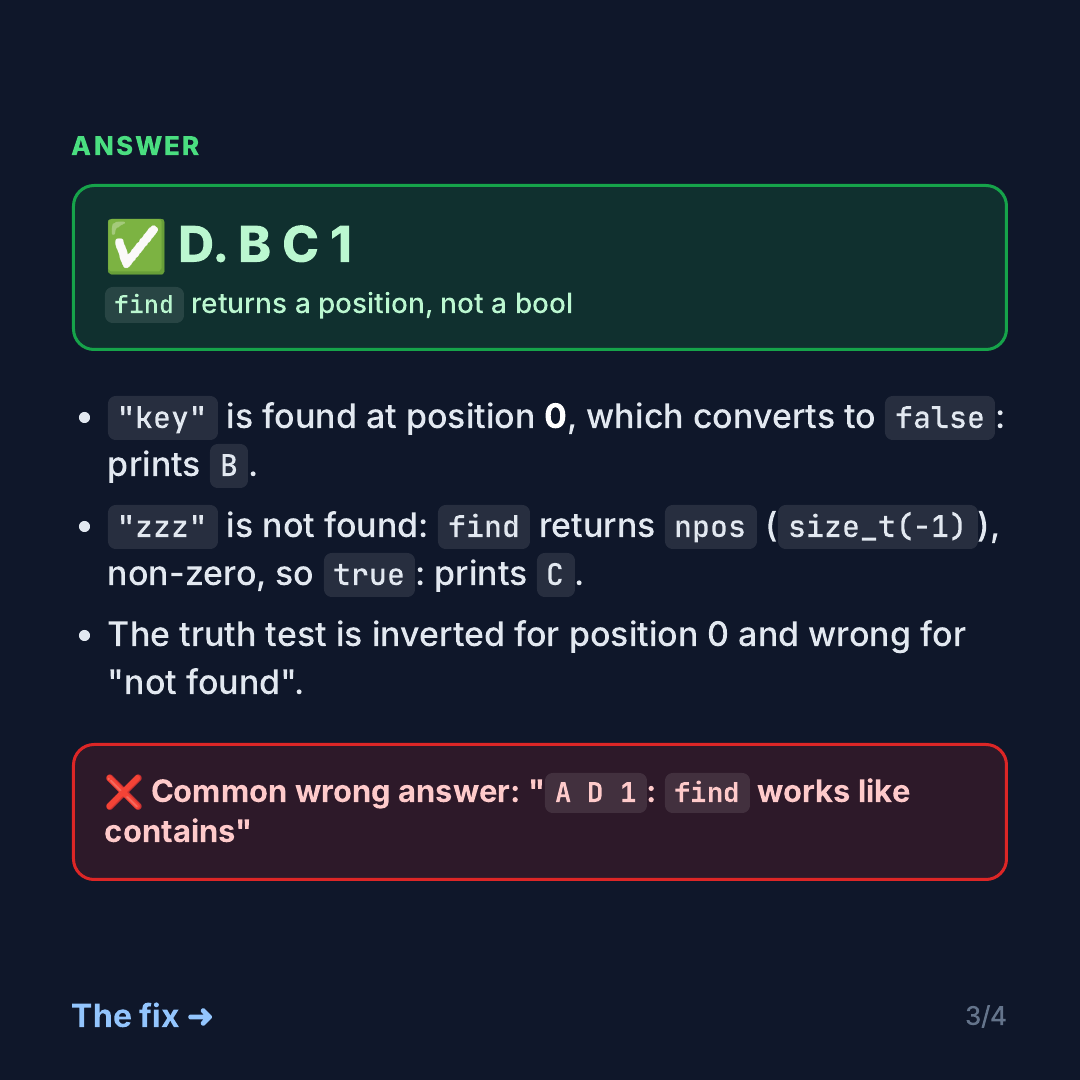 ANSWER
✅ D. B C 1
find returns a position, not a bool
• "key" is found at position 0, which converts to false:
prints B.
• "zzz" is not found: find returns npos (size_t(-1)),
non-zero, so true: prints C.
• The truth test is inverted for position 0 and wrong for
"not found".
❌ Common wrong answer: "A D 1: find works like
contains"
The fix ➜
3/4